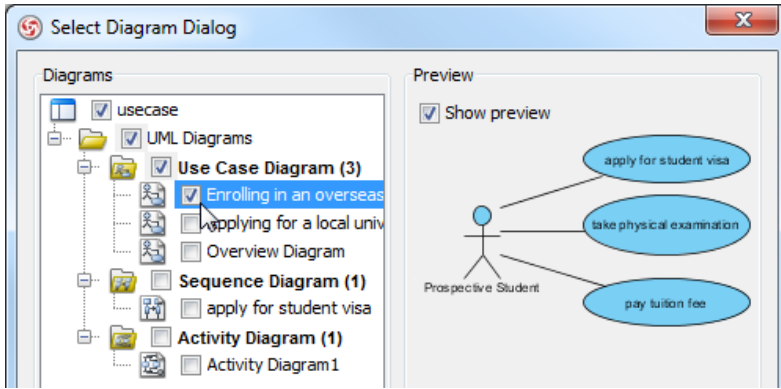 Select Diagram Dialog
Diagrams
usecase
UML Diagrams
Use Case Diagram (3)
Enrolling in an overseas
Applying for a local univ
Overview Diagram
Sequence Diagram (1)
apply for student visa
Activity Diagram (1)
Activity Diagram1
Preview
Show preview
apply for student visa
take physical examination
Prospective Student
pay tuition fee